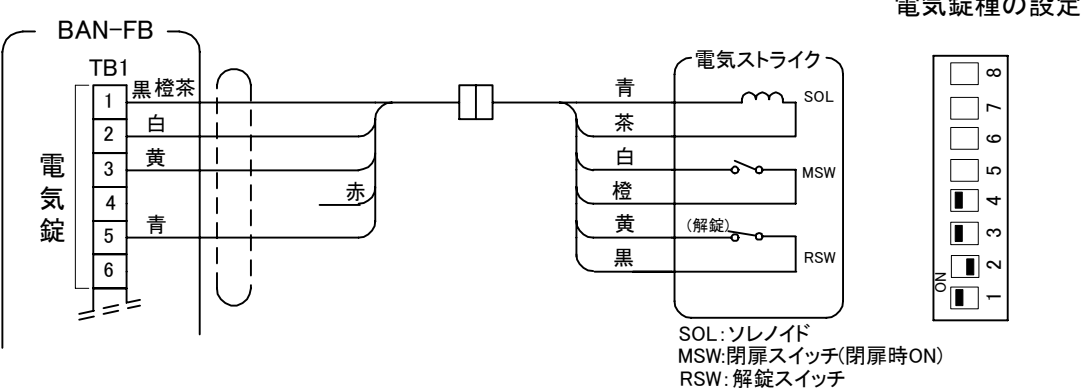 電気錠種の設定
BAN-FB
TB1
電気錠
1 黒橙茶
2 白
3 黄
4
5 青
6
赤
電気ストライク
青
SOL
茶
白
MSW
橙
黄
(解錠)
黒
RSW
SOL:ソレノイド
MSW:閉扉スイッチ(閉扉時ON)
RSW:解錠スイッチ
8
7
6
5
4
3
2
1
ON